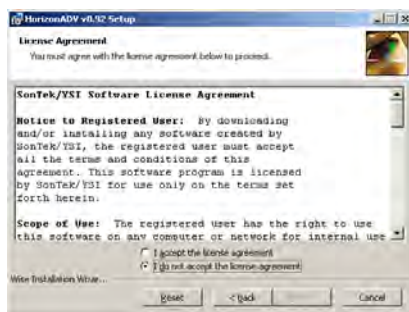 HorizonADV v0.92 Setup
License Agreement
You must agree with the license agreement below to proceed.
SonTek/YSI Software License Agreement
Notice to Registered User: By downloading
and/or installing any software created by
SonTek/YSI, the registered user must accept
all the terms and conditions of this
agreement. This software program is licensed
by SonTek/YSI for use only on the terms set
forth herein.
Scope of Use: The registered user has the right to use
this software on any computer or network for internal use
I accept the license agreement
I do not accept the license agreement
Wise Installation Wizar...
Reset
< Back
Cancel